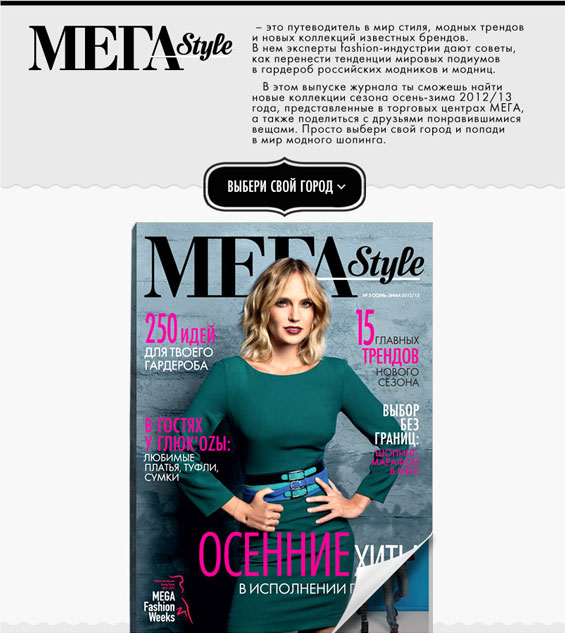 МЕГА Style
– это путеводитель в мир стиля, модных трендов
и новых коллекций известных брендов.
В нем эксперты fashion-индустрии дают советы,
как перенести тенденции мировых подиумов
в гардероб российских модников и модниц.
В этом выпуске журнала ты сможешь найти
новые коллекции сезона осень-зима 2012/13
года, представленные в торговых центрах МЕГА,
а также поделиться с друзьями понравившимися
вещами. Просто выбери свой город и попади
в мир модного шопинга.
ВЫБЕРИ СВОЙ ГОРОД
МЕГА Style
№3 ОСЕНЬ-ЗИМА 2012/13
250 ИДЕЙ
ДЛЯ ТВОЕГО
ГАРДЕРОБА
15 ГЛАВНЫХ
ТРЕНДОВ
НОВОГО
СЕЗОНА
В ГОСТЯХ
У ГЛЮК'OZЫ:
ЛЮБИМЫЕ
ПЛАТЬЯ, ТУФЛИ,
СУМКИ
ВЫБОР
БЕЗ
ГРАНИЦ:
ШОПИНГ-
МАРАФОН
В МЕГЕ
ОСЕННИЕ ХИТЫ
В ИСПОЛНЕНИИ
MEGA
Fashion
Weeks